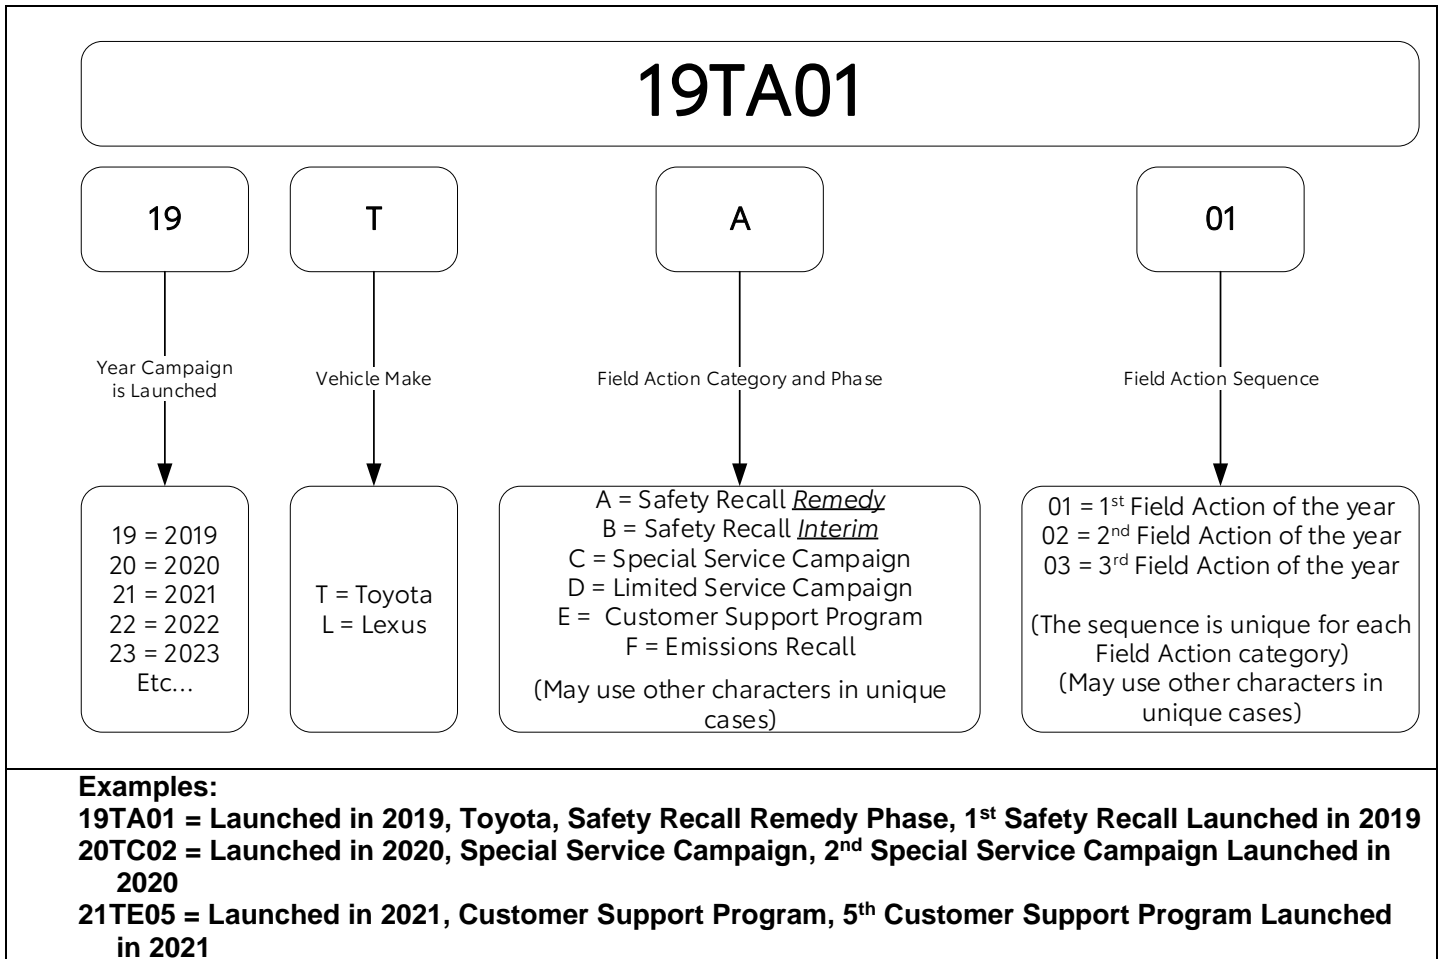 19TA01
19
T
A
01
Year Campaign
is Launched
Vehicle Make
Field Action Category and Phase
Field Action Sequence
19 = 2019
20 = 2020
21 = 2021
22 = 2022
23 = 2023
Etc...
T = Toyota
L = Lexus
A = Safety Recall Remedy
B = Safety Recall Interim
C = Special Service Campaign
D = Limited Service Campaign
E =  Customer Support Program
F = Emissions Recall
(May use other characters in unique
cases)
01 = 1st Field Action of the year
02 = 2nd Field Action of the year
03 = 3rd Field Action of the year
(The sequence is unique for each
Field Action category)
(May use other characters in
unique cases)
Examples:
19TA01 = Launched in 2019, Toyota, Safety Recall Remedy Phase, 1st Safety Recall Launched in 2019
20TC02 = Launched in 2020, Special Service Campaign, 2nd Special Service Campaign Launched in
2020
21TE05 = Launched in 2021, Customer Support Program, 5th Customer Support Program Launched
in 2021